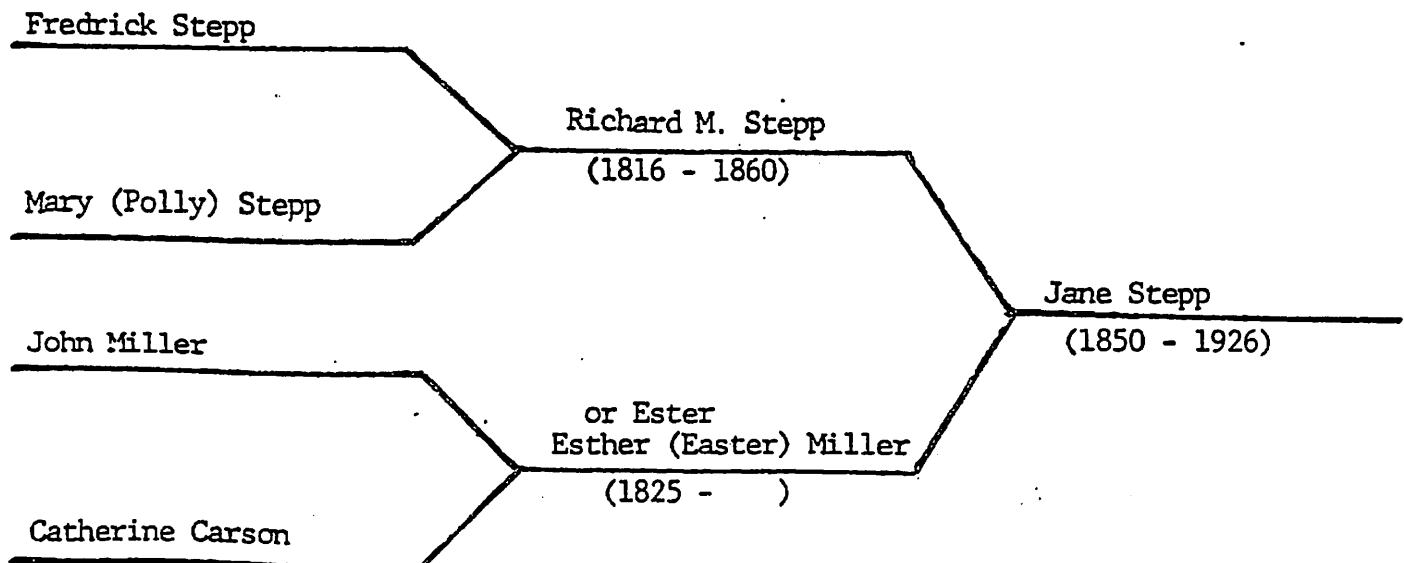 Fredrick Stepp
Richard M. Stepp
(1816 - 1860)
Mary (Polly) Stepp
Jane Stepp
(1850 - 1926)
John Miller
or Ester
Esther (Easter) Miller
(1825 -     )
Catherine Carson